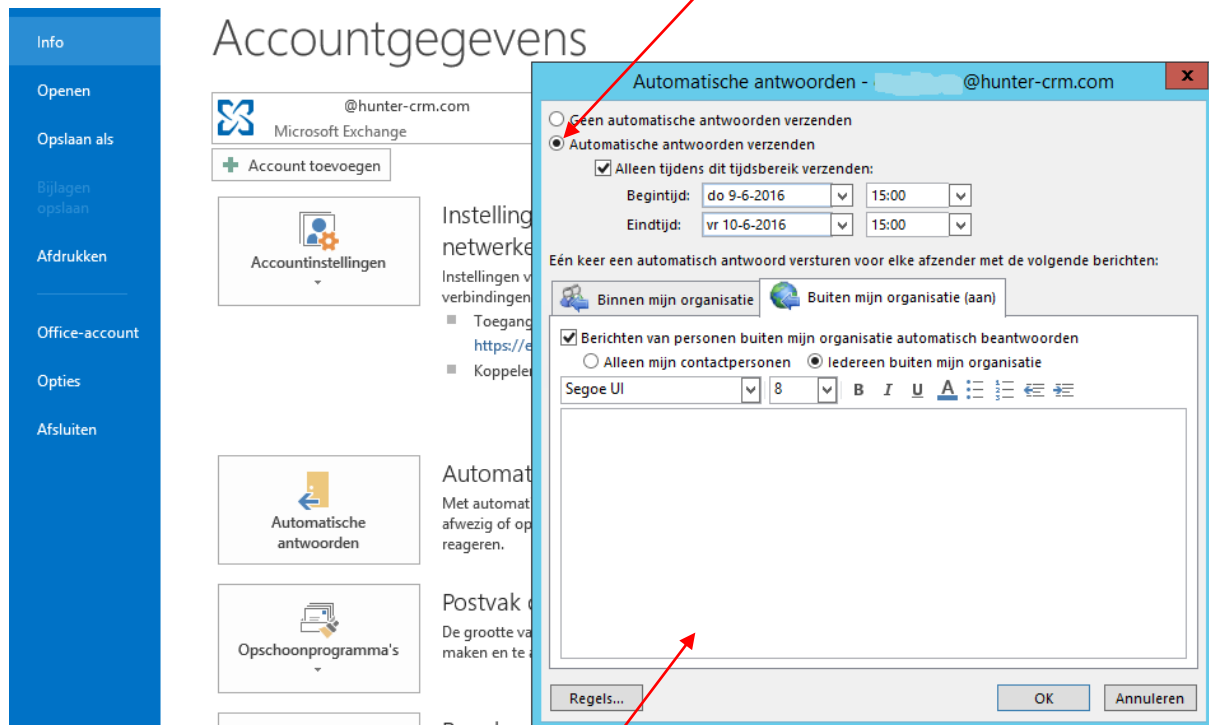 Info
Openen
Opslaan als
Bijlagen
opslaan
Afdrukken
Office-account
Opties
Afsluiten
Accountgegevens
@hunter-crm.com
Microsoft Exchange
Account toevoegen
Accountinstellingen
Instelling
netwerke
Instellingen v
verbindingen
Toegang
https://e
Koppelen
Automatische
antwoorden
Automat
Met automat
afwezig of op
reageren.
Opschoonprogramma's
Postvak
De grootte va
maken en te
Automatische antwoorden - @hunter-crm.com
x
Geen automatische antwoorden verzenden
Automatische antwoorden verzenden
Alleen tijdens dit tijdsbereik verzenden:
Begintijd: do 9-6-2016 15:00
Eindtijd: vr 10-6-2016 15:00
Eén keer een automatisch antwoord versturen voor elke afzender met de volgende berichten:
Binnen mijn organisatie Buiten mijn organisatie (aan)
Berichten van personen buiten mijn organisatie automatisch beantwoorden
Alleen mijn contactpersonen Iedereen buiten mijn organisatie
Segoe UI 8 B I U A
Regels... OK Annuleren